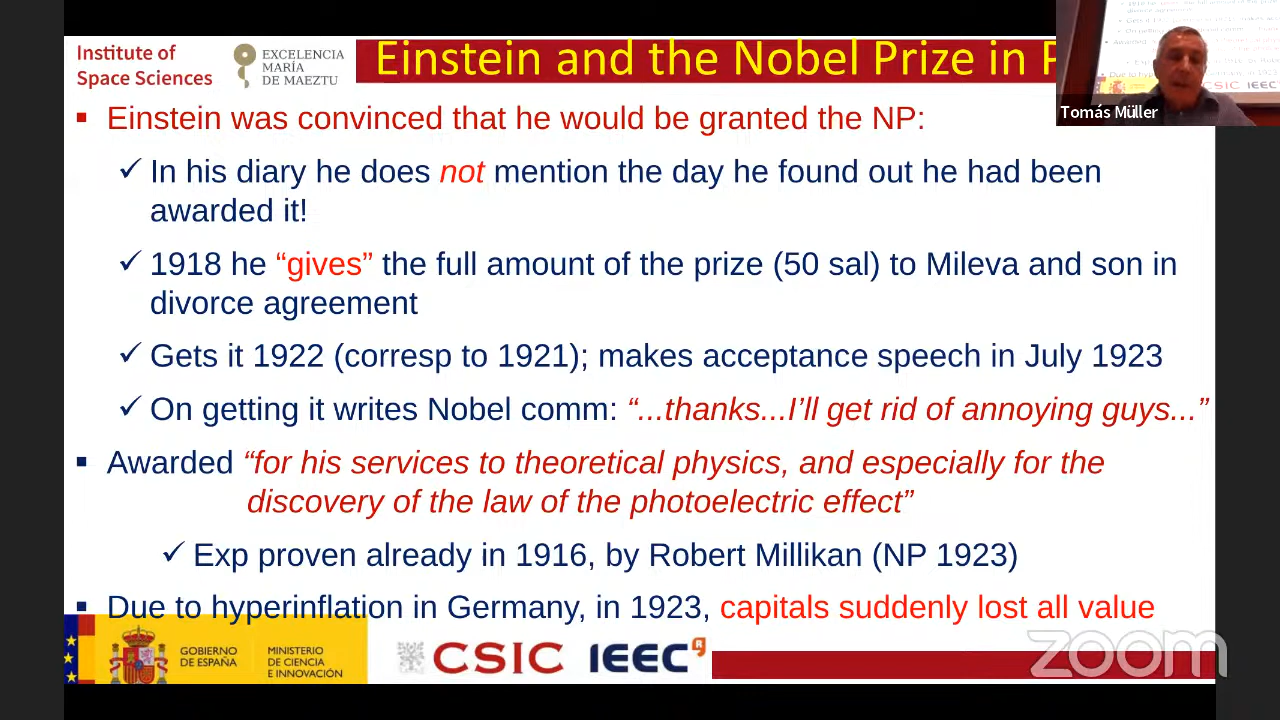 Institute of
Space Sciences
EXCELENCIA
MARÍA
DE MAEZTU
Einstein and the Nobel Prize in P
Tomás Müller
▪ Einstein was convinced that he would be granted the NP:
✓ In his diary he does not mention the day he found out he had been
awarded it!
✓ 1918 he “gives” the full amount of the prize (50 sal) to Mileva and son in
divorce agreement
✓ Gets it 1922 (corresp to 1921); makes acceptance speech in July 1923
✓ On getting it writes Nobel comm: “...thanks...I’ll get rid of annoying guys...”
▪ Awarded “for his services to theoretical physics, and especially for the
discovery of the law of the photoelectric effect”
✓ Exp proven already in 1916, by Robert Millikan (NP 1923)
▪ Due to hyperinflation in Germany, in 1923, capitals suddenly lost all value
GOBIERNO
DE ESPAÑA
MINISTERIO
DE CIENCIA
E INNOVACIÓN
CSIC
IEEC
zoom